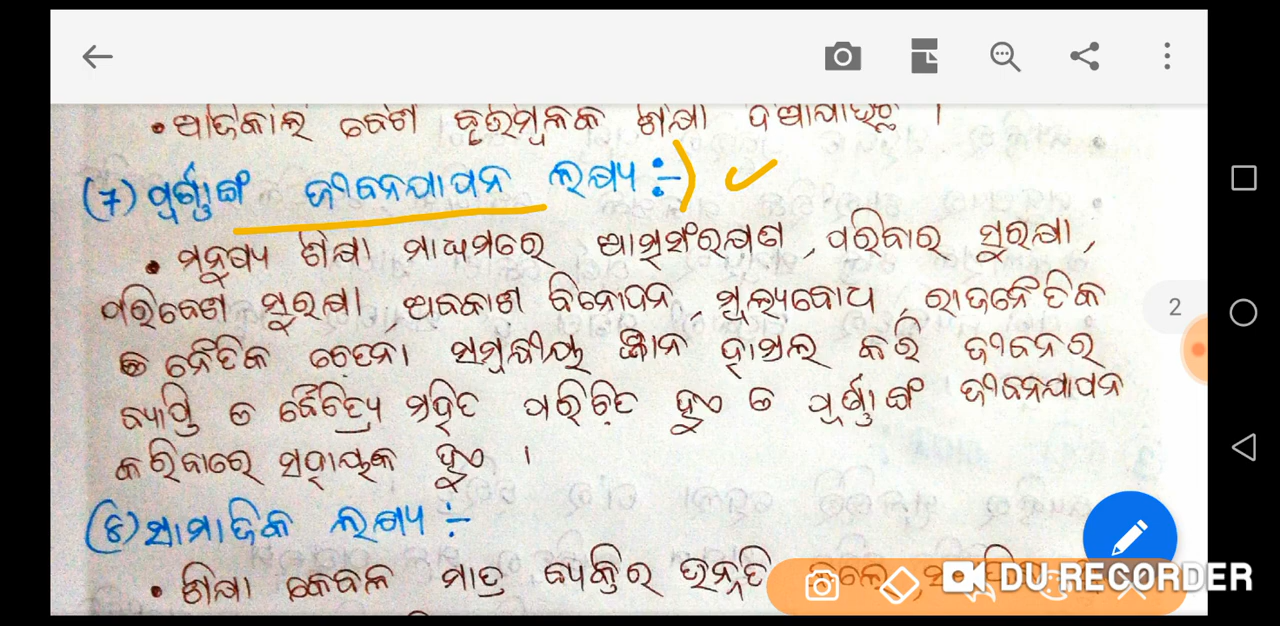 • ଆଜିକାଲି ବେଶ ବୃତ୍ତିମୂଳକ ଶିକ୍ଷା ଦିଆଯାଉଛି ।
(7) ପୂର୍ଣ୍ଣାଙ୍ଗ ଜୀବନଯାପନ ଲକ୍ଷ୍ୟ :-
• ମନୁଷ୍ୟ ଶିକ୍ଷା ମାଧ୍ୟମରେ ଆତ୍ମସଂରକ୍ଷଣ, ପରିବାର ସୁରକ୍ଷା,
ପରିବେଶ ସୁରକ୍ଷା, ଅବକାଶ ବିନୋଦନ, ମୂଲ୍ୟବୋଧ, ରାଜନୈତିକ
ଓ ନୈତିକ ଚେତନା ସମ୍ବନ୍ଧୀୟ ଜ୍ଞାନ ହାସଲ କରି ଜୀବନର
2
ବ୍ୟାପ୍ତି ଓ ବୈଚିତ୍ର୍ୟ ସହିତ ପରିଚିତ ହୁଏ ଓ ପୂର୍ଣ୍ଣାଙ୍ଗ ଜୀବନଯାପନ
କରିବାରେ ସହାୟକ ହୁଏ ।
(8) ସାମାଜିକ ଲକ୍ଷ୍ୟ :-
• ଶିକ୍ଷା କେବଳ ମାତ୍ର ବ୍ୟକ୍ତିର ଉନ୍ନତି
DU RECORDER